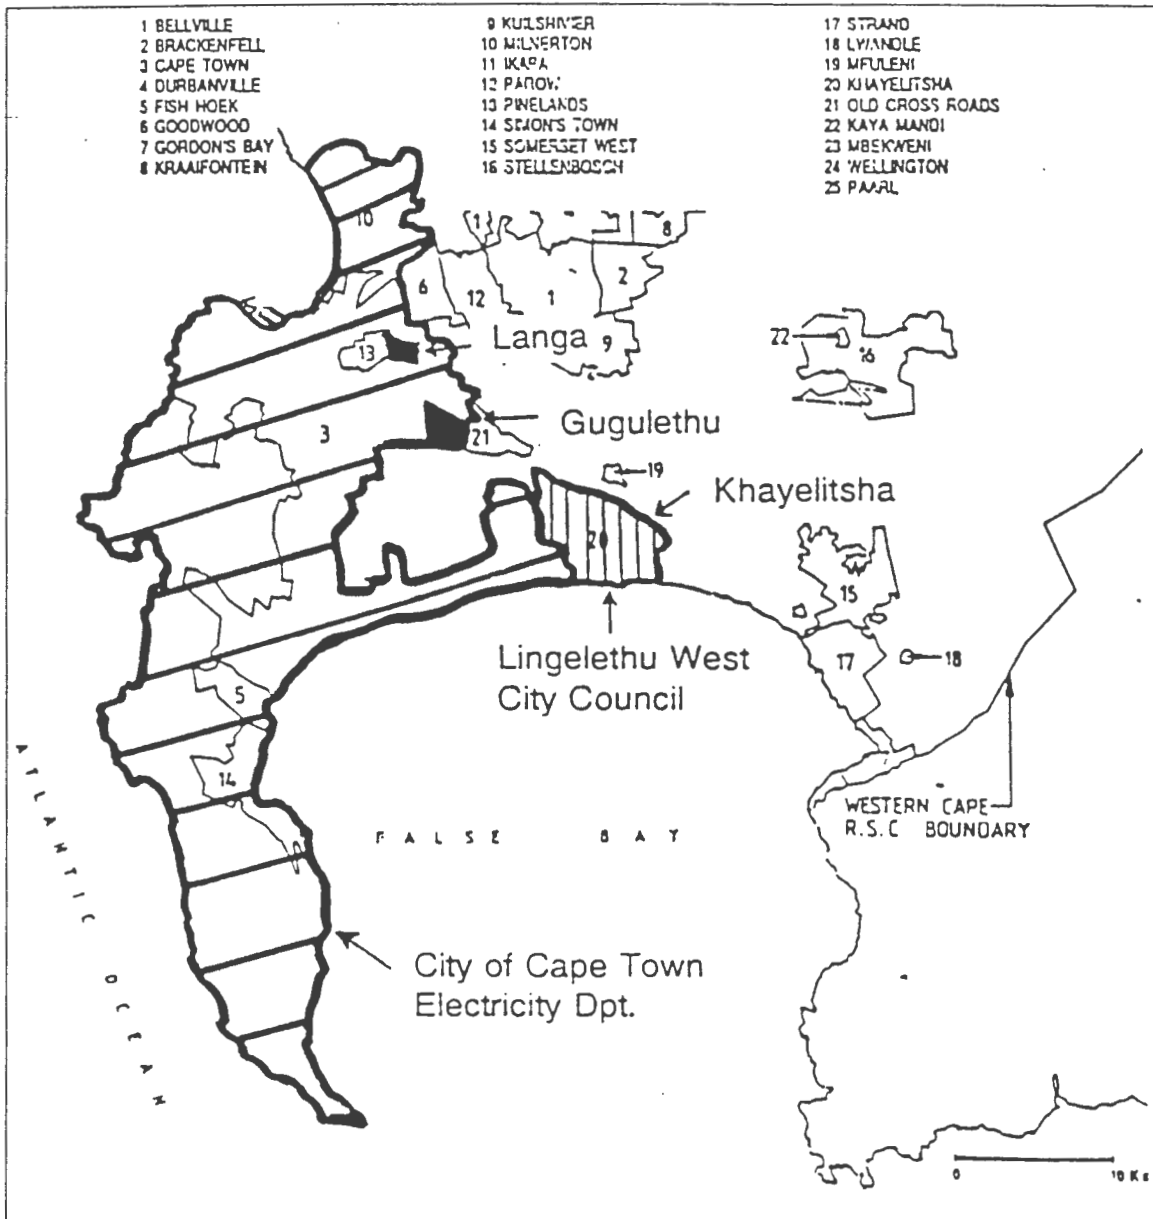 1 BELLVILLE
2 BRACKENFELL
3 CAPE TOWN
4 DURBANVILLE
5 FISH HOEK
6 GOODWOOD
7 GORDON'S BAY
8 KRAAIFONTEIN
9 KUILSRIVIER
10 MILNERTON
11 IKAPA
12 PAROW
13 PINELANDS
14 SIMON'S TOWN
15 SOMERSET WEST
16 STELLENBOSCH
17 STRAND
18 LWANDLE
19 MFULENI
20 KHAYELITSHA
21 OLD CROSS ROADS
22 KAYA MANDI
23 MBEKWENI
24 WELLINGTON
25 PAARL
10
1
8
6
12
1
2
13
Langa
9
22
16
3
Gugulethu
21
19
Khayelitsha
20
15
Lingelethu West
City Council
17
18
5
14
WESTERN CAPE
R.S.C BOUNDARY
FALSE BAY
ATLANTIC OCEAN
City of Cape Town
Electricity Dpt.
0
10